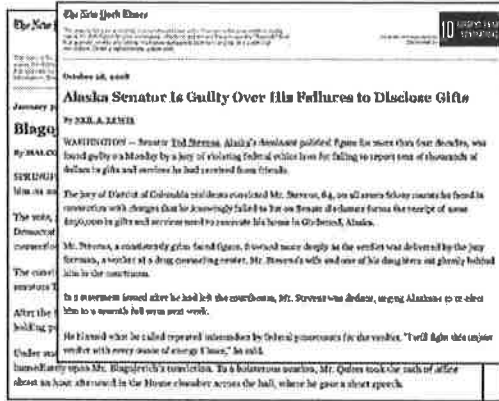 The New York Times
October 28, 2008
Alaska Senator Is Guilty Over His Failures to Disclose Gifts
By NEIL A. LEWIS
WASHINGTON — Senator Ted Stevens, Alaska's dominant political figure for more than four decades, was
found guilty on Monday by a jury of violating federal ethics laws for failing to report tens of thousands of
dollars in gifts and services he had received from friends.
The jury of District of Columbia residents convicted Mr. Stevens, 84, on all seven felony counts he faced in
connection with charges that he knowingly failed to list on Senate disclosure forms the receipt of some
$250,000 in gifts and services used to renovate his home in Girdwood, Alaska.
Mr. Stevens, a consistently grim faced figure, frowned more deeply as the verdict was delivered by the jury
foreman, a worker at a drug counseling center. Mr. Stevens's wife and one of his daughters sat glumly behind
him in the courtroom.
In a statement issued after he had left the courthouse, Mr. Stevens was defiant, urging Alaskans to re-elect
him to a seventh full term next week.
He blamed what he called repeated misconduct by federal prosecutors for the verdict. "I will fight this unjust
verdict with every ounce of energy I have," he said.
The New
January
Blago
By MALCO
SPRINGF
him as
The vote,
Democrat
The convi
senators
After the
holding p
Under sta
immediately upon Mr. Blagojevich's conviction. To a boisterous ovation, Mr. Quinn took the oath of office
about an hour afterward in the House chamber across the hall, where he gave a short speech.